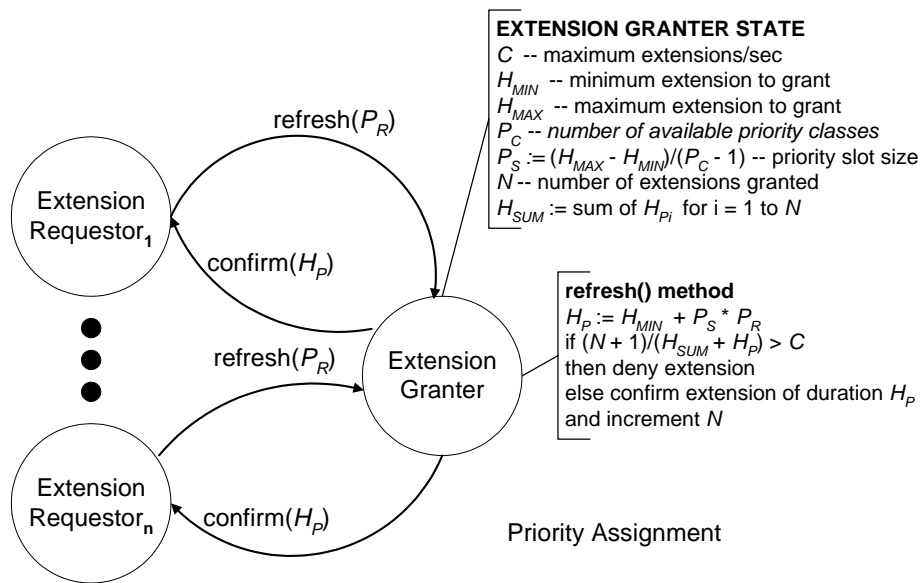 EXTENSION GRANTER STATE
C -- maximum extensions/sec
H_MIN -- minimum extension to grant
H_MAX -- maximum extension to grant
P_C -- number of available priority classes
P_S := (H_MAX - H_MIN)/(P_C - 1) -- priority slot size
N -- number of extensions granted
H_SUM := sum of H_Pi for i = 1 to N
refresh(P_R)
Extension
Requestor_1
confirm(H_P)
refresh() method
H_P := H_MIN + P_S * P_R
if (N + 1)/(H_SUM + H_P) > C
then deny extension
else confirm extension of duration H_P
and increment N
refresh(P_R)
Extension
Granter
Extension
Requestor_n
confirm(H_P)
Priority Assignment